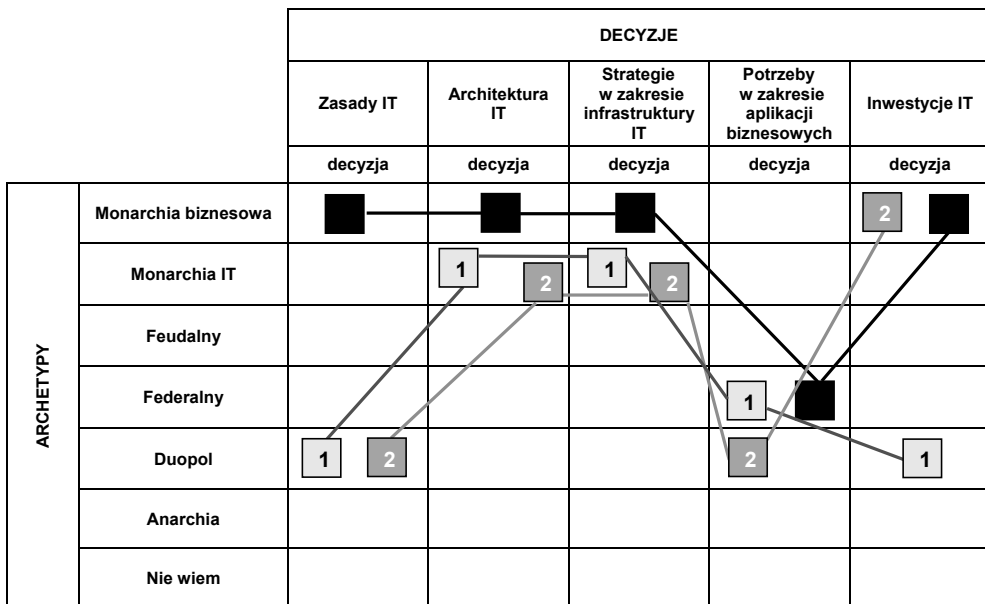 DECYZJE
Zasady IT
Architektura
IT
Strategie
w zakresie
infrastruktury
IT
Potrzeby
w zakresie
aplikacji
biznesowych
Inwestycje IT
decyzja
decyzja
decyzja
decyzja
decyzja
ARCHETYPY
Monarchia biznesowa
2
Monarchia IT
1
2
1
2
Feudalny
Federalny
1
Duopol
1
2
2
1
Anarchia
Nie wiem